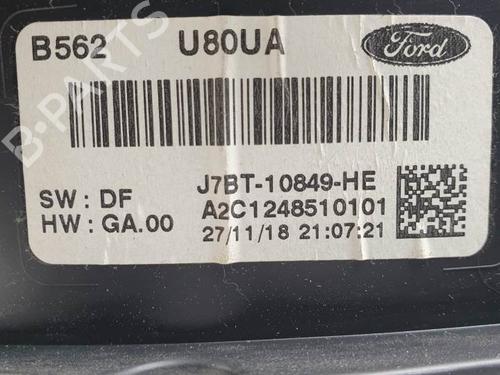 B562 U80UA Ford
SW : DF J7BT-10849-HE
HW : GA.00 A2C1248510101
27/11/18 21:07:21
B-PARTS